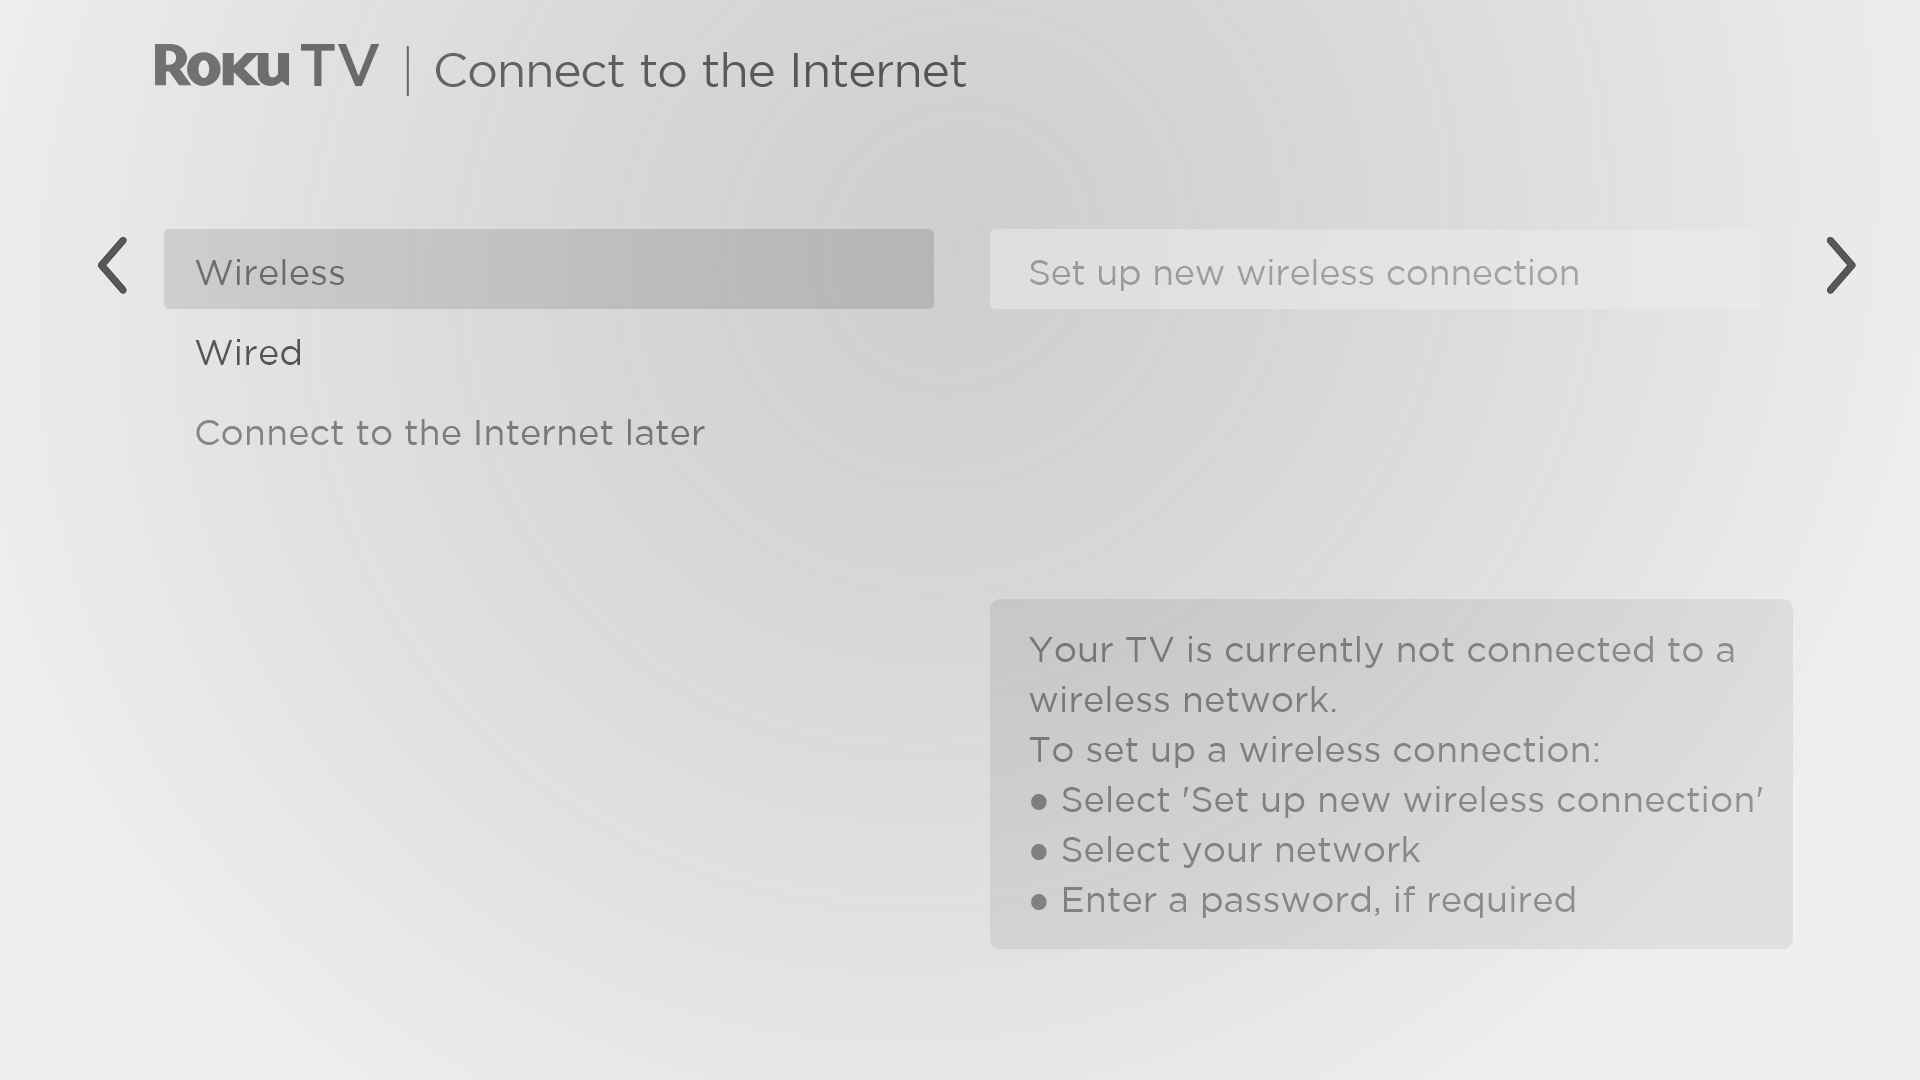 Roku TV | Connect to the Internet
Wireless
Wired
Connect to the Internet later
Set up new wireless connection
Your TV is currently not connected to a
wireless network.
To set up a wireless connection:
● Select 'Set up new wireless connection'
● Select your network
● Enter a password, if required